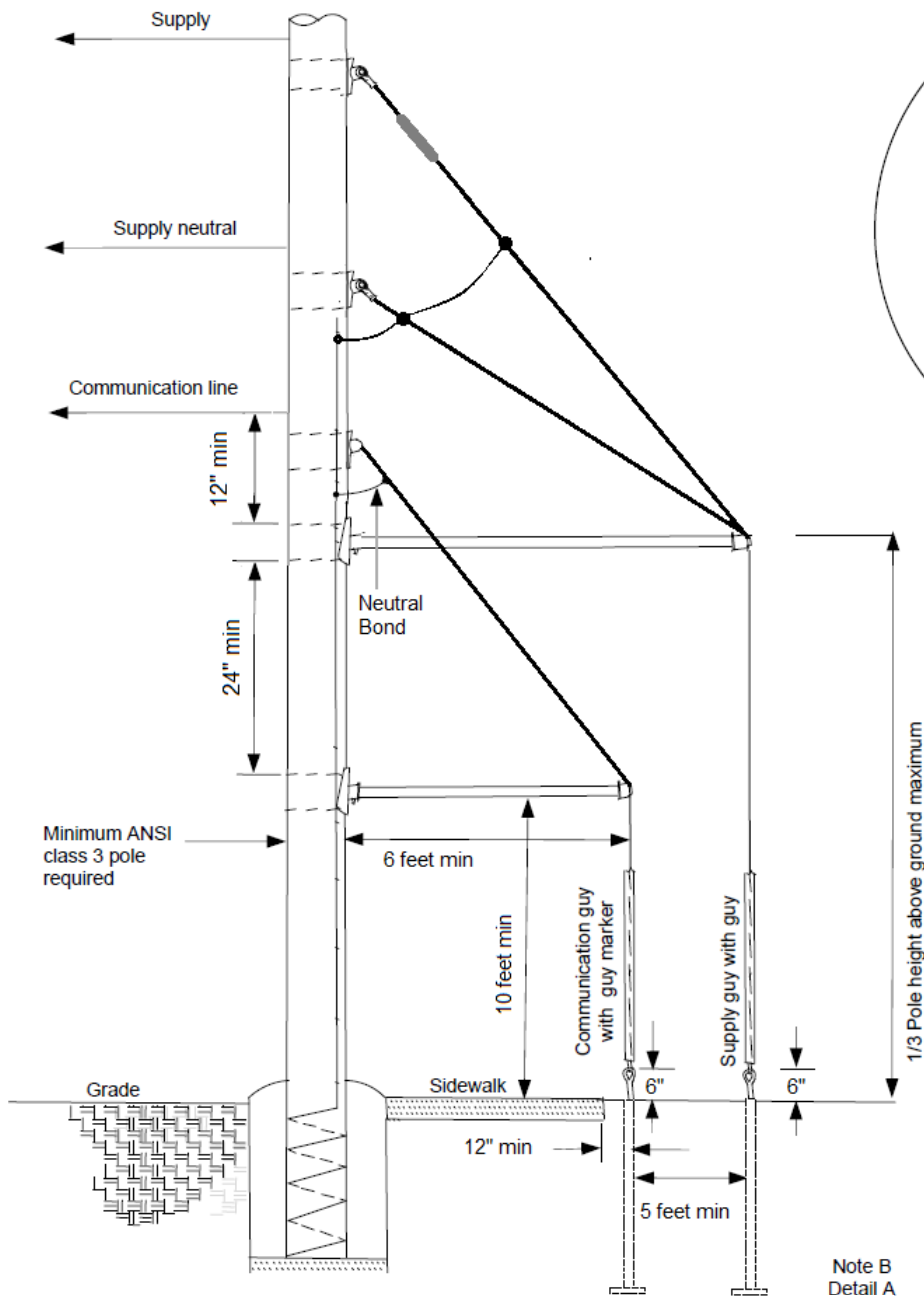 Supply
Supply neutral
Communication line
12" min
Neutral
Bond
24" min
Minimum ANSI
class 3 pole
required
6 feet min
10 feet min
Communication guy
with guy marker
Supply guy with guy
1/3 Pole height above ground maximum
Grade
Sidewalk
6"
6"
12" min
5 feet min
Note B
Detail A